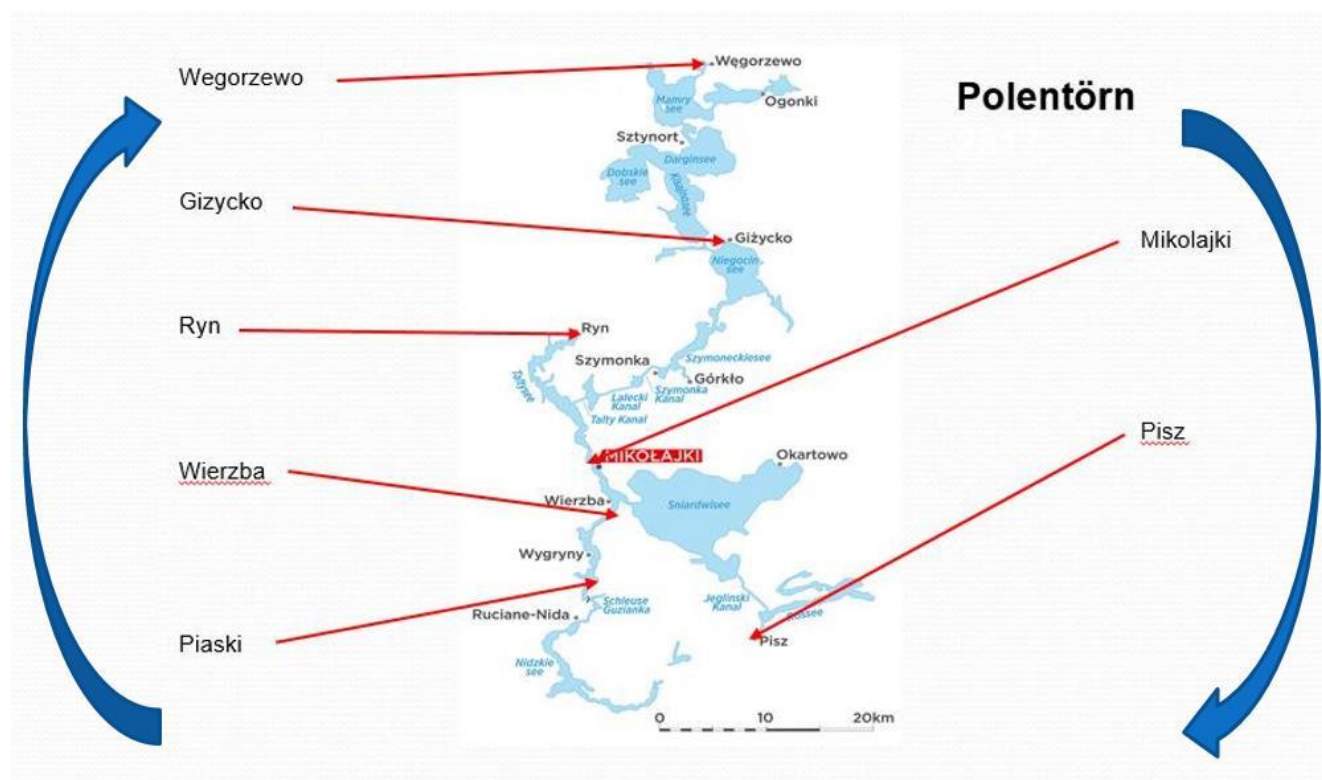 Polentörn
Wegorzewo
Gizycko
Ryn
Wierzba
Piaski
Mikolajki
Pisz
Węgorzewo
Mamry
see
Ogonki
Sztynort
Darginsee
Dobskie
see
Giżycko
Niegocin
see
Ryn
Szymonka
Szymoneckiesee
Górkło
Szymonka
Kanal
Lalecki
Kanal
Talty Kanal
Taltysee
MIKOŁAJKI
Okartowo
Wierzba
Sniardwisee
Wygryny
Schleuse
Guzianka
Jeglinski
Kanal
Ruciane-Nida
Pisz
Nidzkie
see
0 10 20km